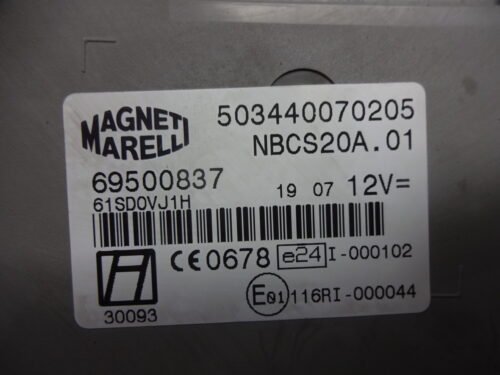 MAGNETI MARELLI
503440070205
NBCS20A.01
69500837
19 07 12V=
61SD0VJ1H
CE0678 e24 I-000102
H
30093
E01 116RI-000044